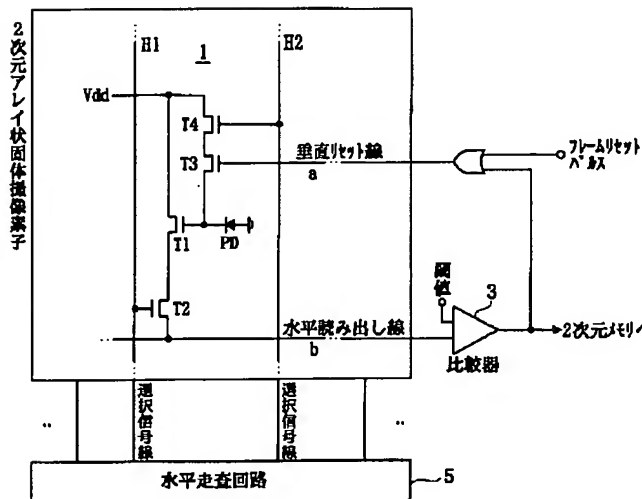 2次元アレイ状固体撮像素子
H1
1
H2
Vdd
T4
T3
垂直リセット線
a
フレームリセット
パルス
T1
PD
T2
閾値
3
水平読み出し線
b
比較器
2次元メモリへ
選択信号線
選択信号線
水平走査回路
5